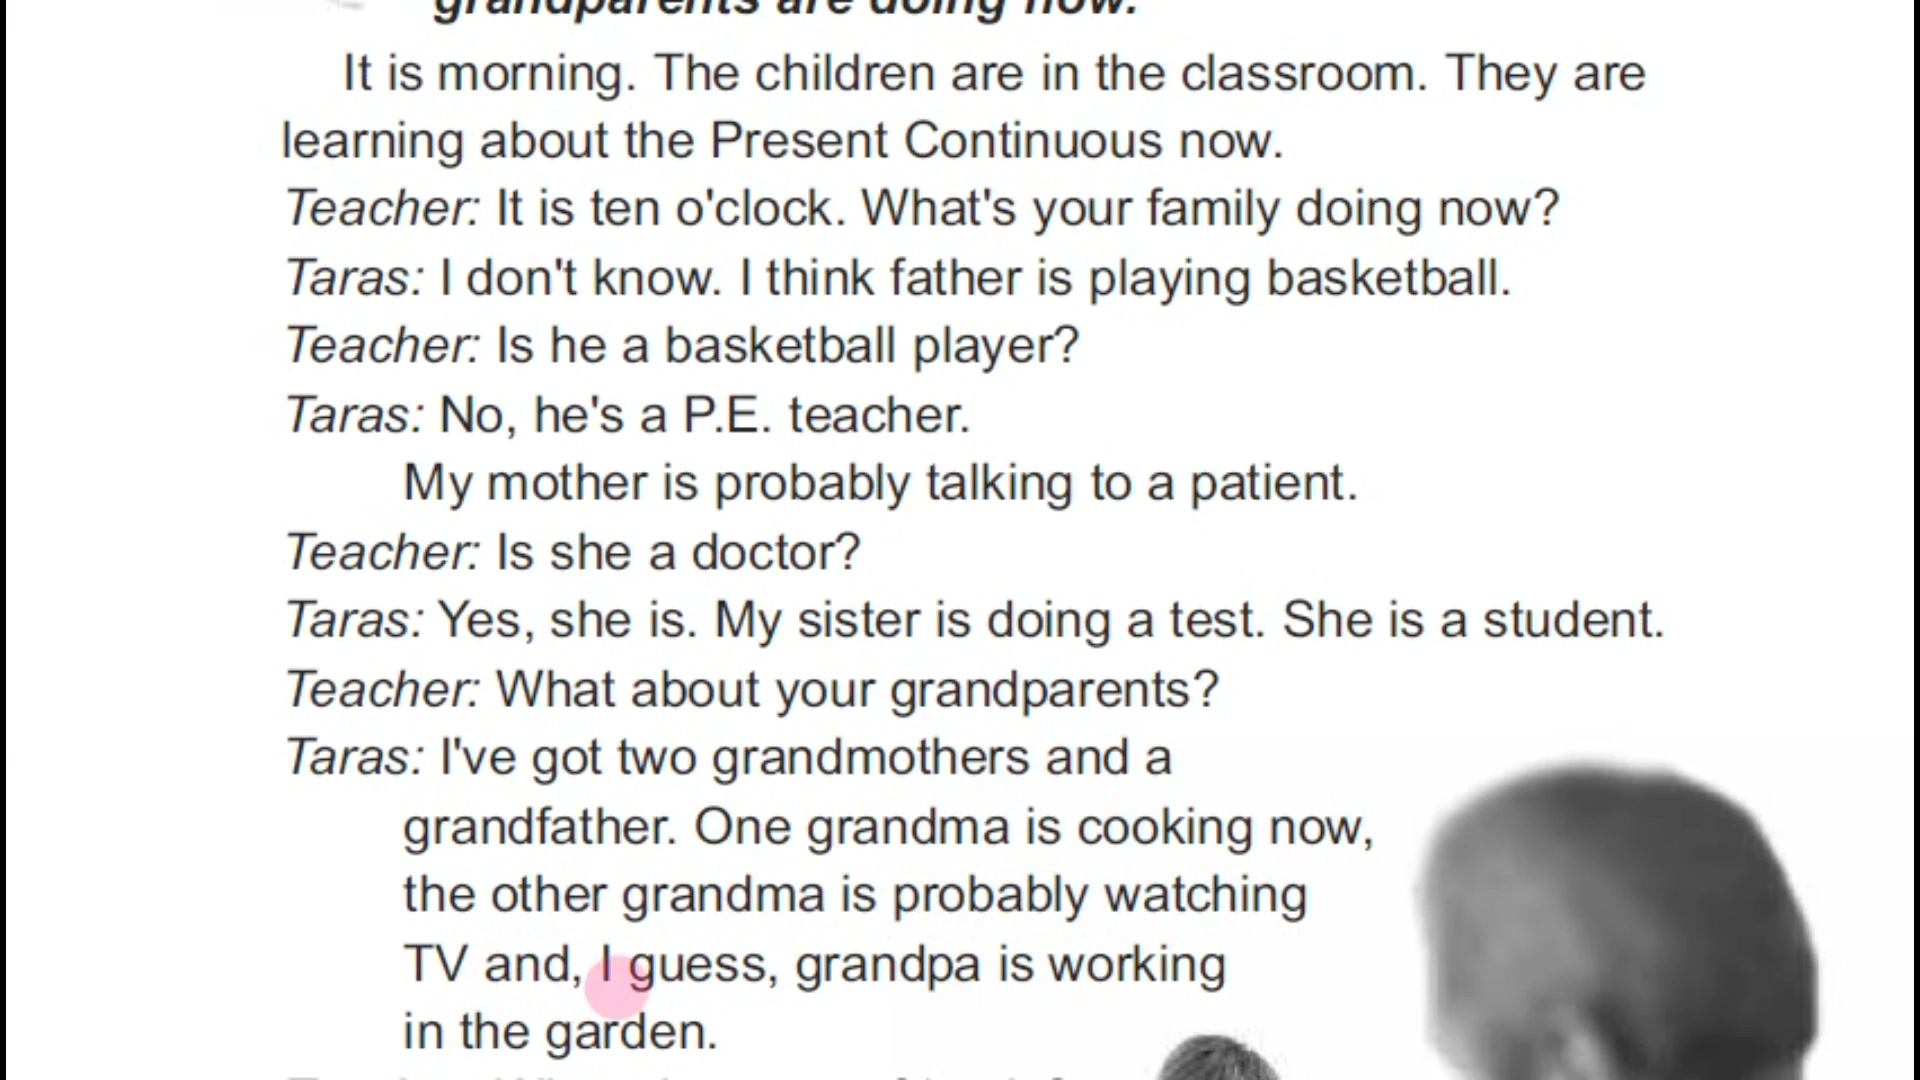 grandparents are doing now.
It is morning. The children are in the classroom. They are
learning about the Present Continuous now.
Teacher: It is ten o'clock. What's your family doing now?
Taras: I don't know. I think father is playing basketball.
Teacher: Is he a basketball player?
Taras: No, he's a P.E. teacher.
My mother is probably talking to a patient.
Teacher: Is she a doctor?
Taras: Yes, she is. My sister is doing a test. She is a student.
Teacher: What about your grandparents?
Taras: I've got two grandmothers and a
grandfather. One grandma is cooking now,
the other grandma is probably watching
TV and, I guess, grandpa is working
in the garden.